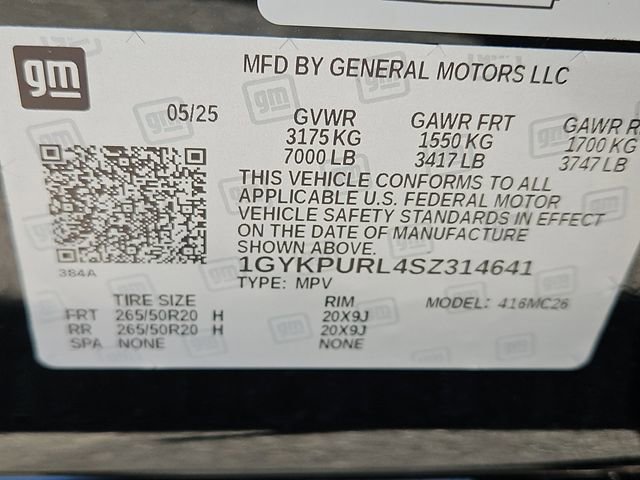 gm
MFD BY GENERAL MOTORS LLC
05/25 GVWR GAWR FRT GAWR R
3175 KG 1550 KG 1700 KG
7000 LB 3417 LB 3747 LB
THIS VEHICLE CONFORMS TO ALL
APPLICABLE U.S. FEDERAL MOTOR
VEHICLE SAFETY STANDARDS IN EFFECT
ON THE DATE OF MANUFACTURE
SHOWN ABOVE.
384A
1GYKPURL4SZ314641
TYPE: MPV
TIRE SIZE RIM MODEL: 416MC26
FRT 265/50R20 H 20X9J
RR 265/50R20 H 20X9J
SPA NONE NONE